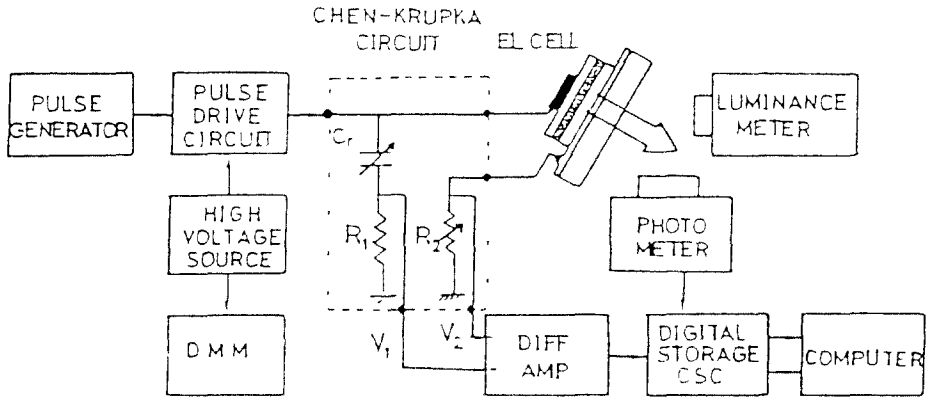 CHEN-KRUPKA
CIRCUIT
EL CELL
PULSE
GENERATOR
PULSE
DRIVE
CIRCUIT
Cr
LUMINANCE
METER
HIGH
VOLTAGE
SOURCE
R1
R2
PHOTO
METER
DMM
V1
V2
DIFF
AMP
DIGITAL
STORAGE
CSC
COMPUTER